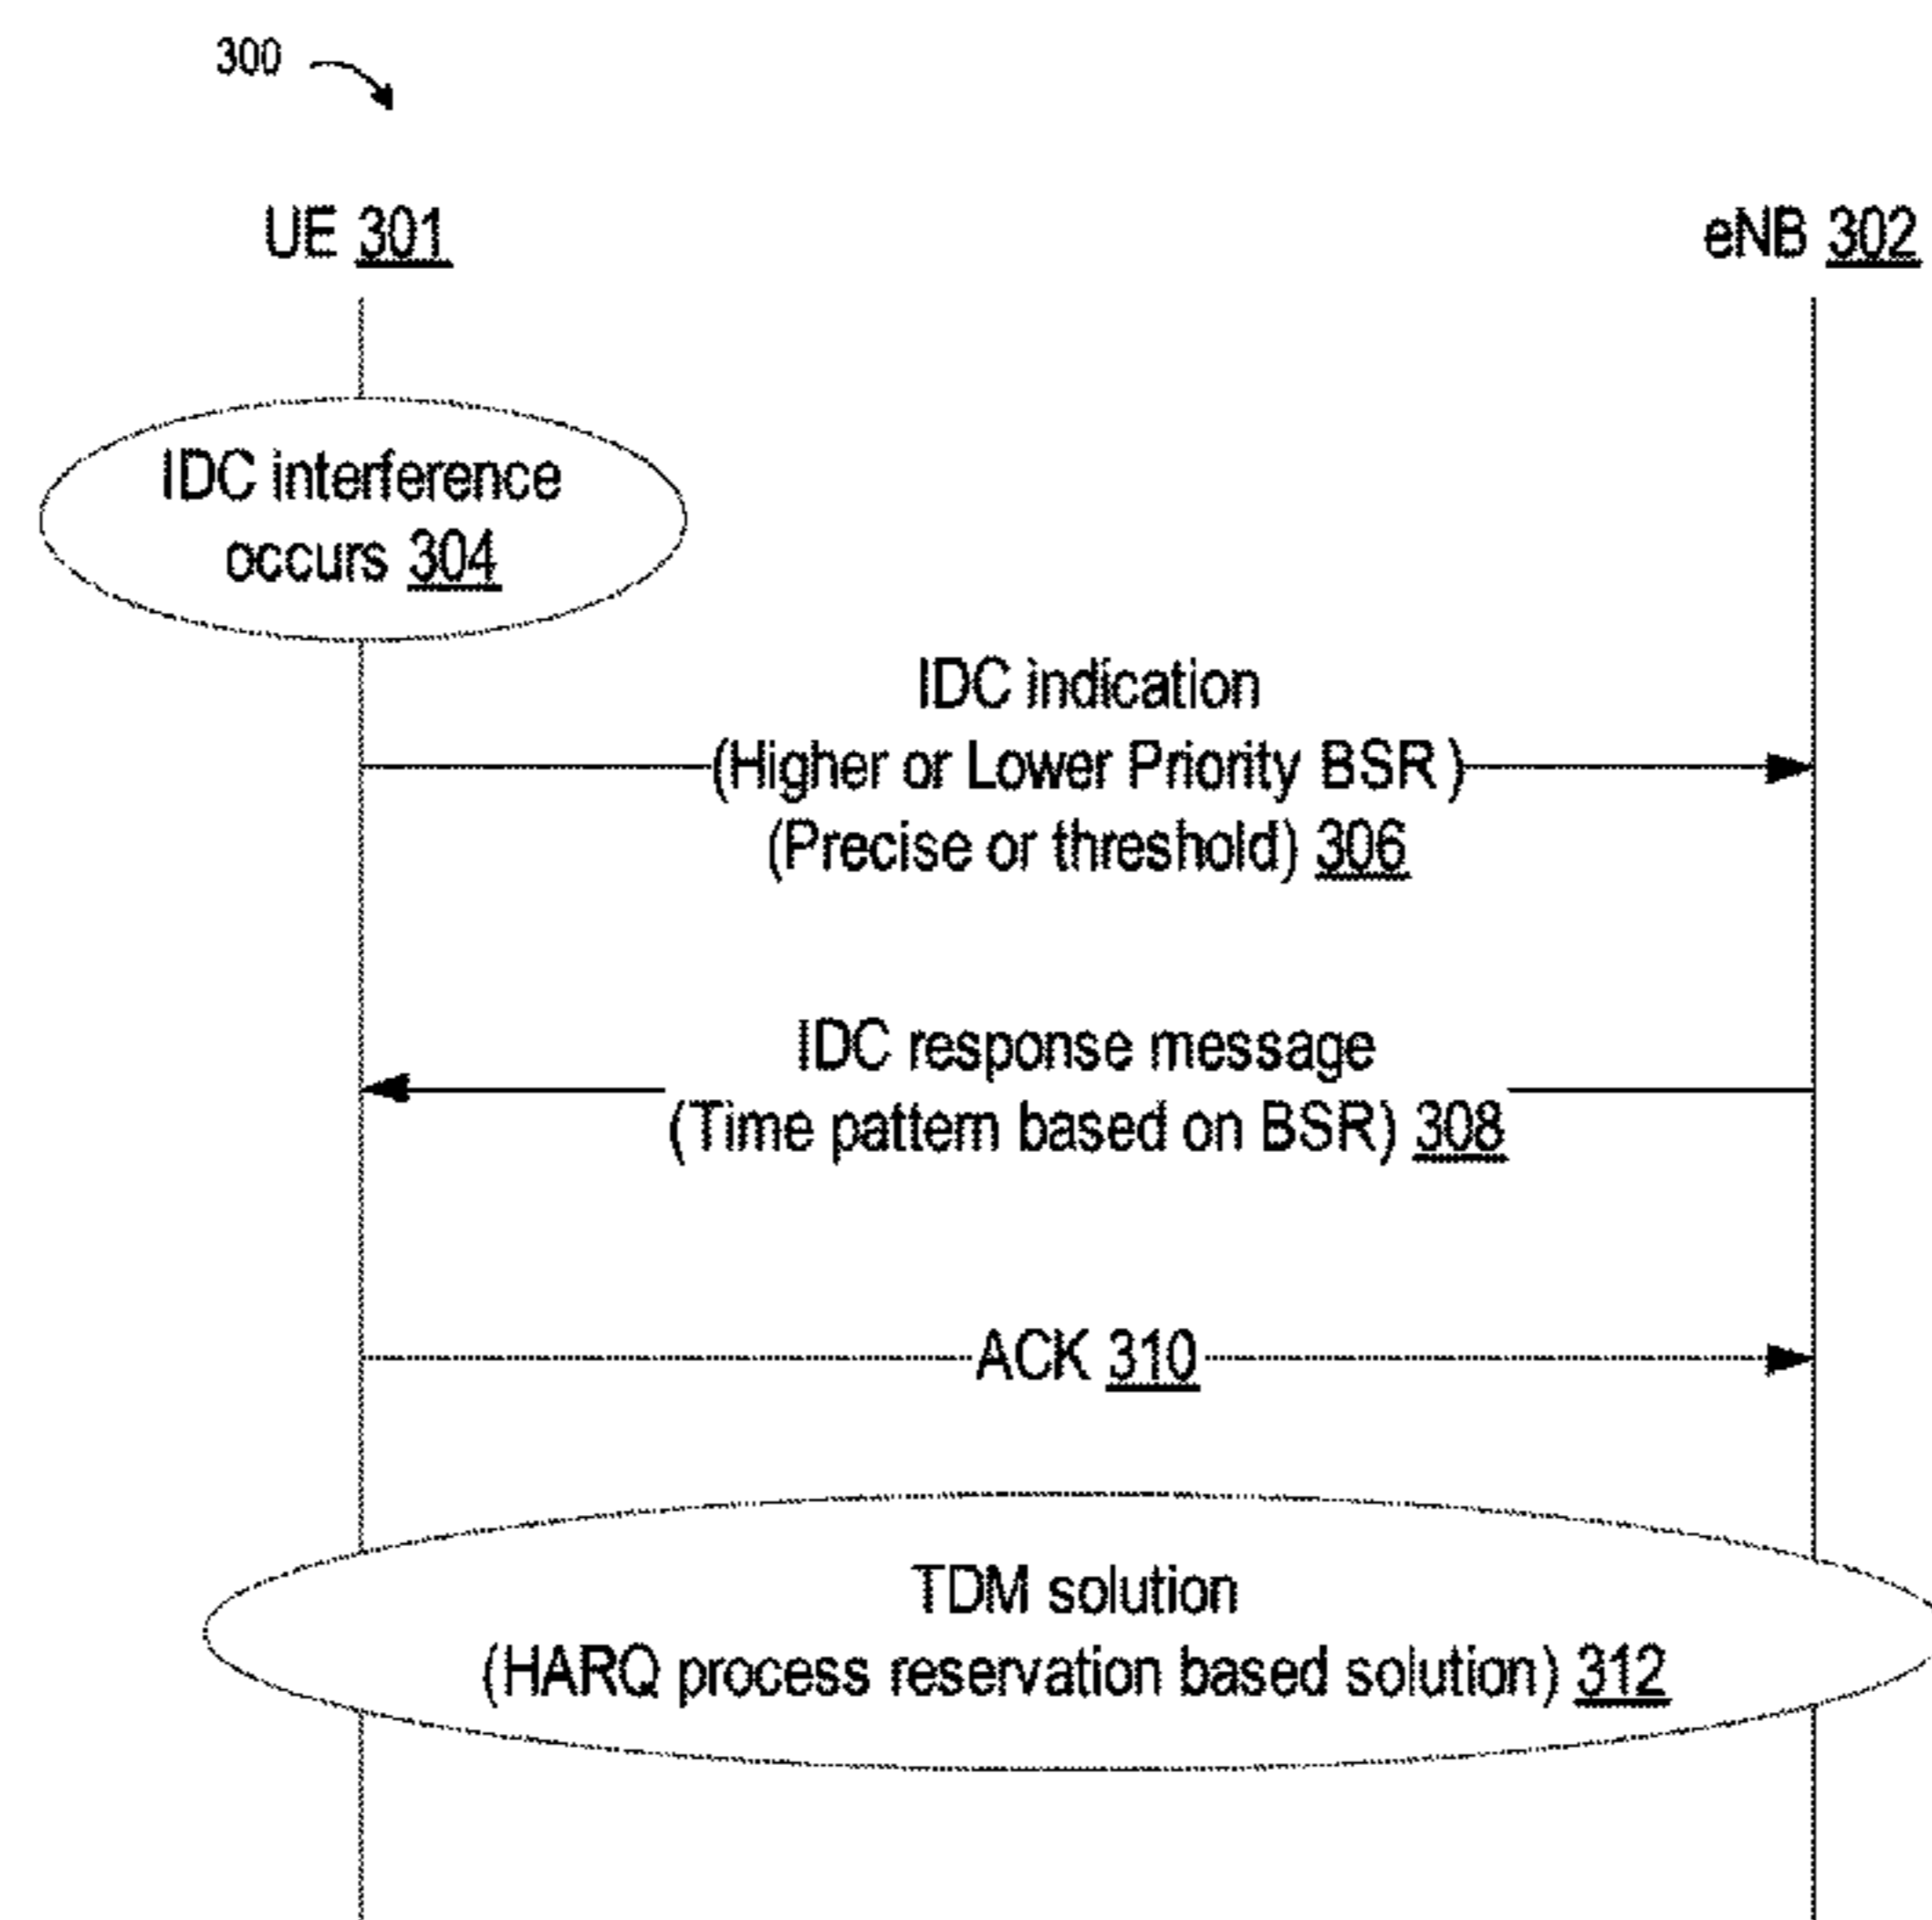 300
UE 301
eNB 302
IDC interference
occurs 304
IDC indication
(Higher or Lower Priority BSR )
(Precise or threshold) 306
IDC response message
(Time pattern based on BSR) 308
ACK 310
TDM solution
(HARQ process reservation based solution) 312